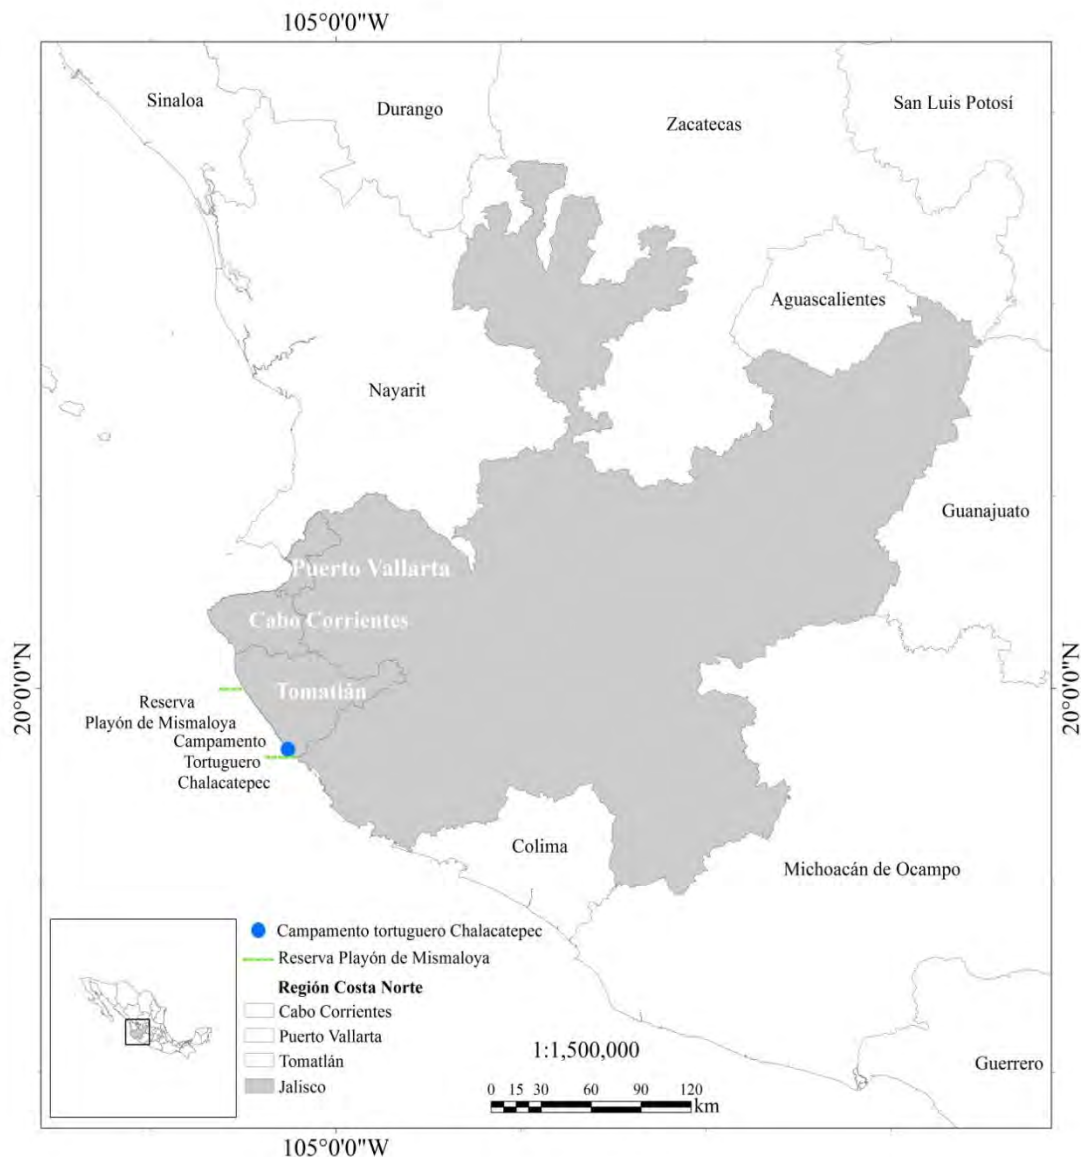 105°0'0"W
Sinaloa
Durango
Zacatecas
San Luis Potosí
Aguascalientes
Nayarit
Guanajuato
Puerto Vallarta
Cabo Corrientes
20°0'0"N
20°0'0"N
Tomatlán
Reserva
Playón de Mismaloya
Campamento
Tortuguero
Chalacatepec
Colima
Michoacán de Ocampo
Campamento tortuguero Chalacatepec
Reserva Playón de Mismaloya
Región Costa Norte
Cabo Corrientes
Puerto Vallarta
Tomatlán
Jalisco
1:1,500,000
0 15 30 60 90 120
km
Guerrero
105°0'0"W